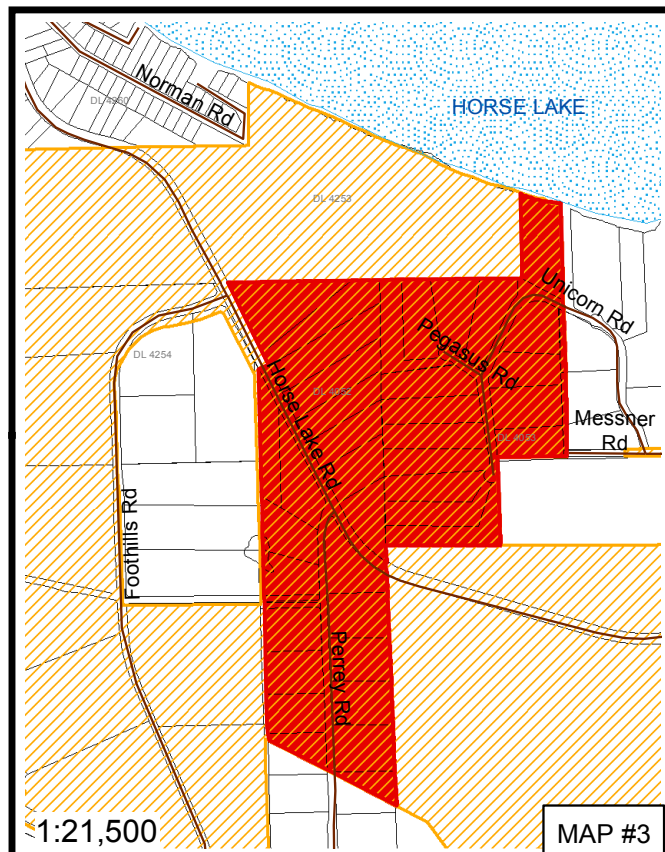 Norman Rd
DL 4260
HORSE LAKE
DL 4253
Unicorn Rd
Pegasus Rd
DL 4254
Horse Lake Rd
Messner
Rd
Foothills Rd
Perrey Rd
1:21,500
MAP #3